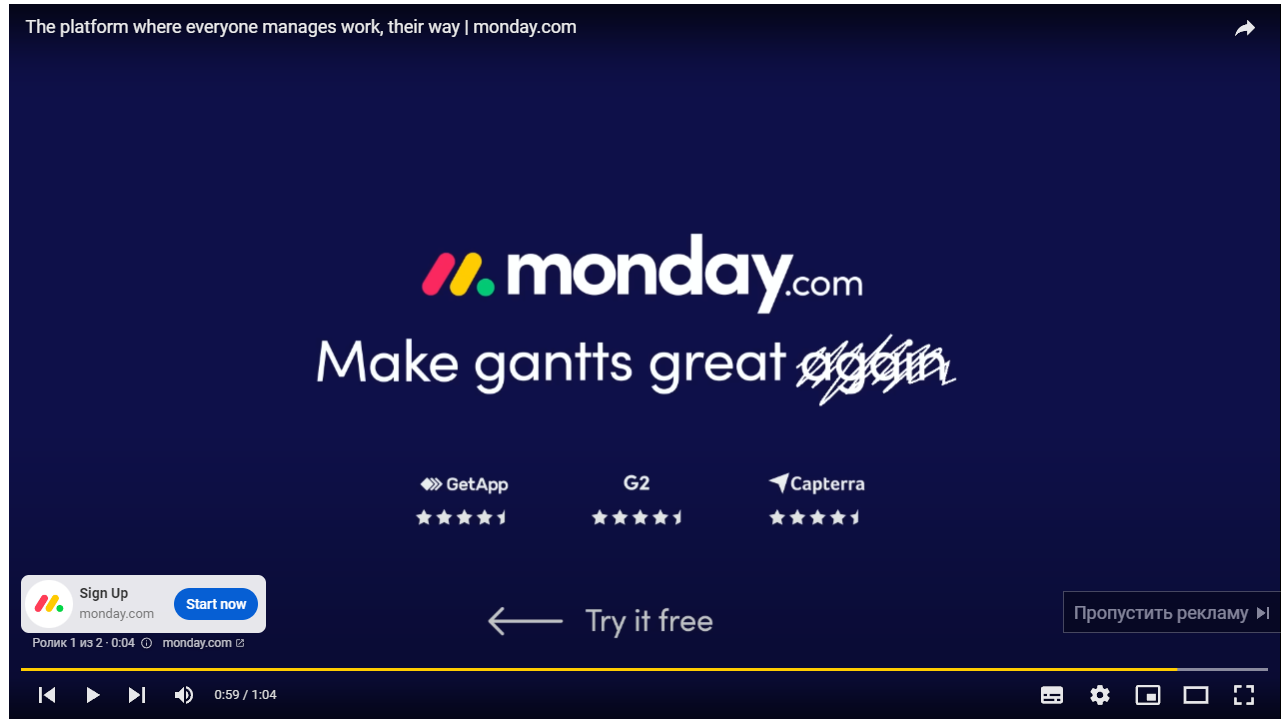 The platform where everyone manages work, their way | monday.com
monday.com
Make gantts great again
GetApp G2 Capterra
Try it free
Sign Up
monday.com
Start now
Пропустить рекламу
Ролик 1 из 2 · 0:04 monday.com
0:59 / 1:04